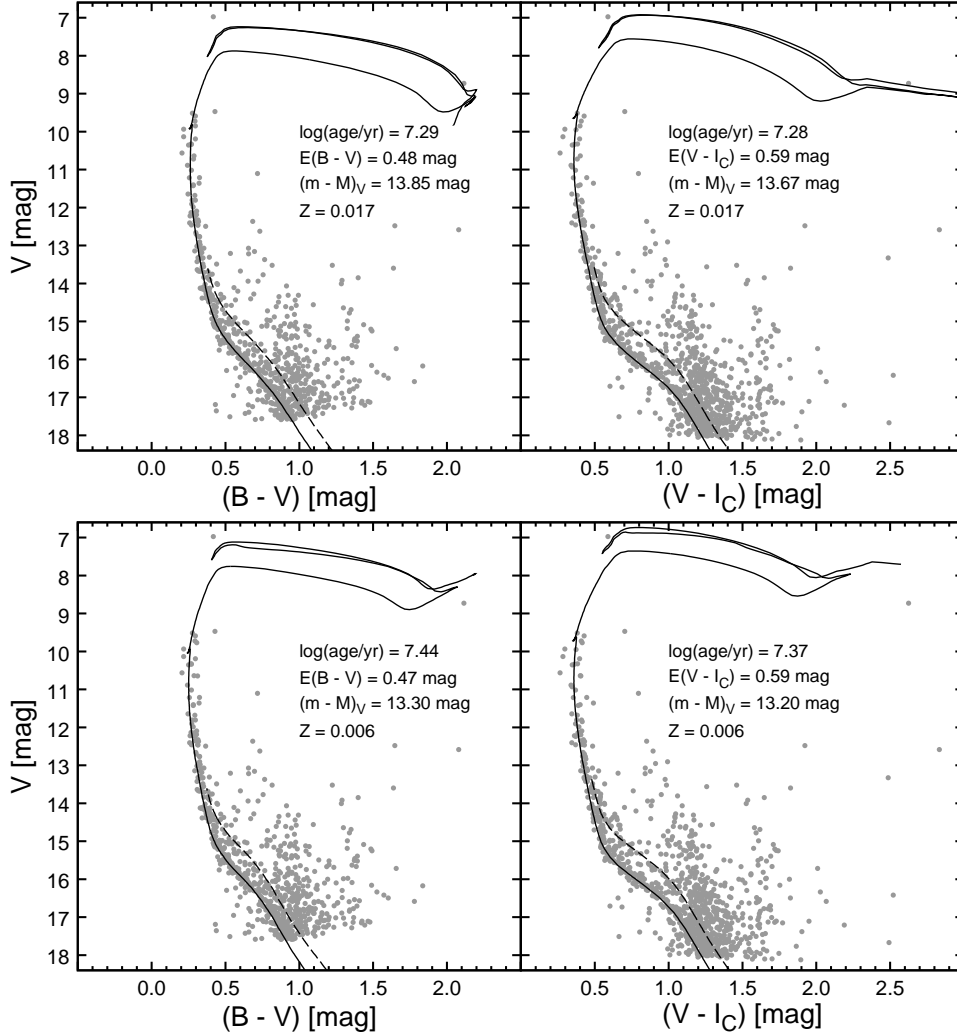 7
8
9
10
11
12
13
14
15
16
17
18
V [mag]
log(age/yr) = 7.29
E(B - V) = 0.48 mag
(m - M)V = 13.85 mag
Z = 0.017
log(age/yr) = 7.28
E(V - IC) = 0.59 mag
(m - M)V = 13.67 mag
Z = 0.017
0.0 0.5 1.0 1.5 2.0
0.5 1.0 1.5 2.0 2.5
(B - V) [mag]
(V - IC) [mag]
7
8
9
10
11
12
13
14
15
16
17
18
V [mag]
log(age/yr) = 7.44
E(B - V) = 0.47 mag
(m - M)V = 13.30 mag
Z = 0.006
log(age/yr) = 7.37
E(V - IC) = 0.59 mag
(m - M)V = 13.20 mag
Z = 0.006
0.0 0.5 1.0 1.5 2.0
0.5 1.0 1.5 2.0 2.5
(B - V) [mag]
(V - IC) [mag]